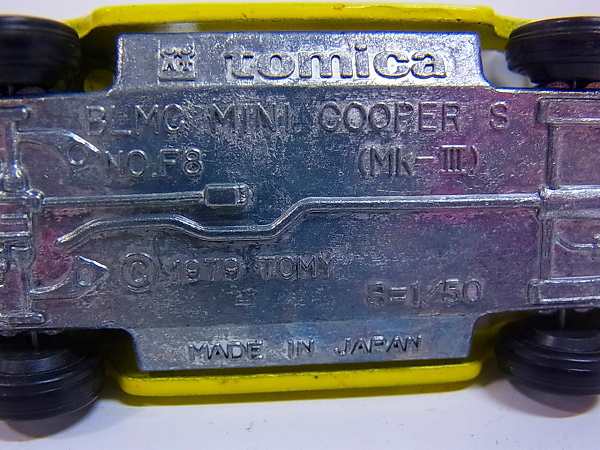 tomica
BLMC MINI COOPER S
NO.F8 (Mk-III)
© 1979 TOMY
S=1/50
MADE IN JAPAN